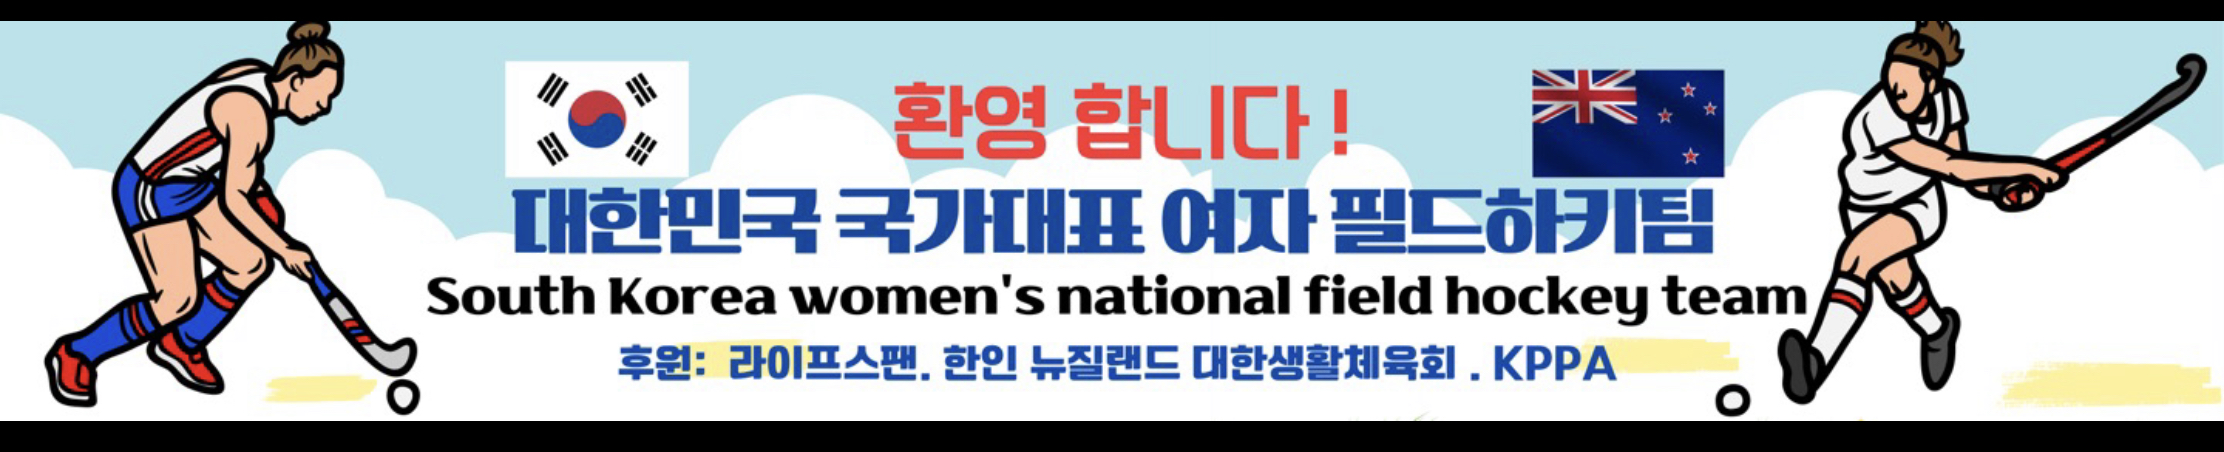 환영 합니다!
대한민국 국가대표 여자 필드하키팀
South Korea women's national field hockey team
후원: 라이프스팬. 한인 뉴질랜드 대한생활체육회 . KPPA